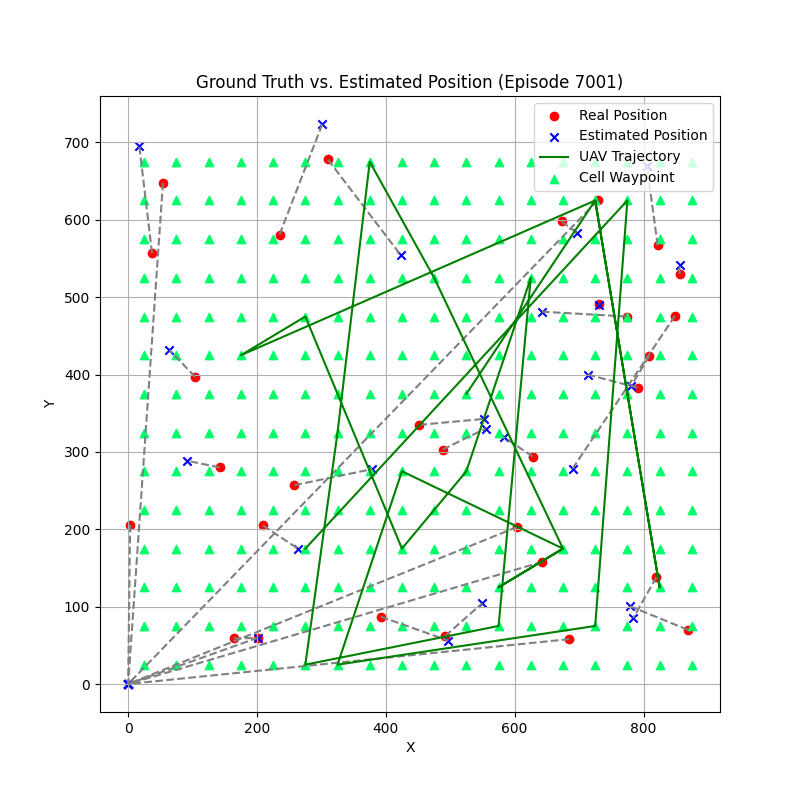 Ground Truth vs. Estimated Position (Episode 7001)
Real Position
Estimated Position
UAV Trajectory
Cell Waypoint
Y
700
600
500
400
300
200
100
0
0 200 400 600 800
X